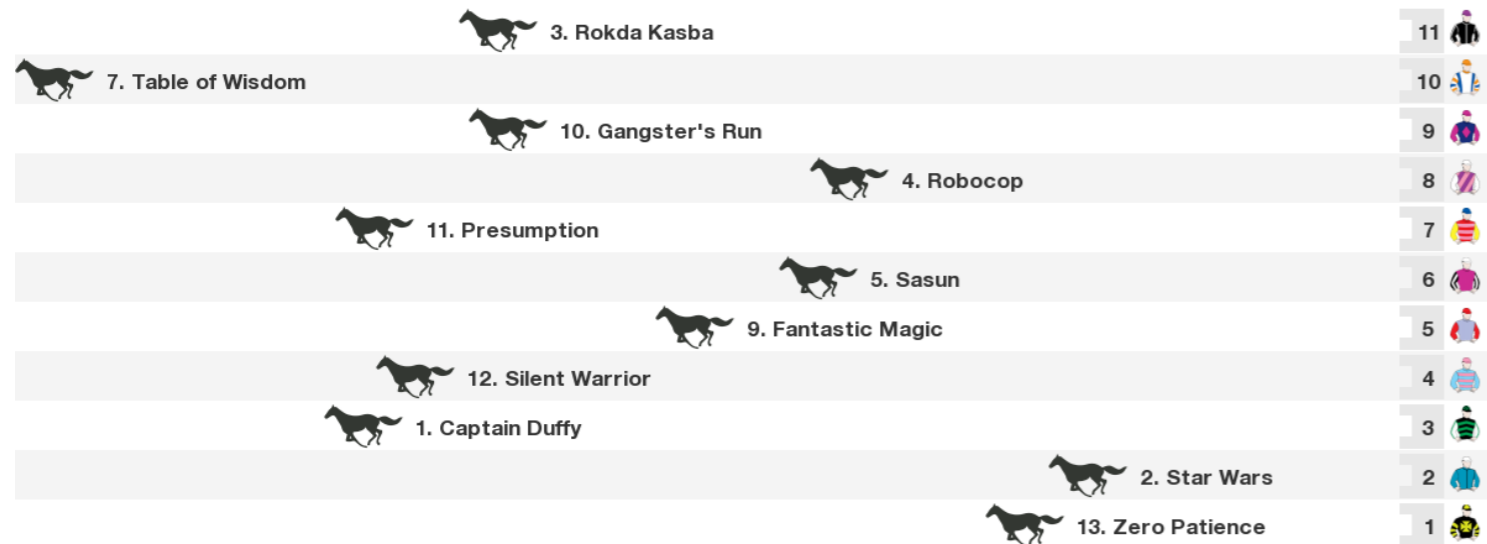 3. Rokda Kasba 11
7. Table of Wisdom 10
10. Gangster's Run 9
4. Robocop 8
11. Presumption 7
5. Sasun 6
9. Fantastic Magic 5
12. Silent Warrior 4
1. Captain Duffy 3
2. Star Wars 2
13. Zero Patience 1